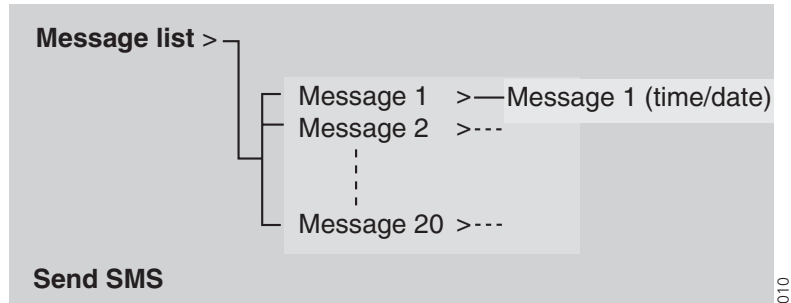 Message list >
Message 1 > Message 1 (time/date)
Message 2 >
Message 20 >
Send SMS
010